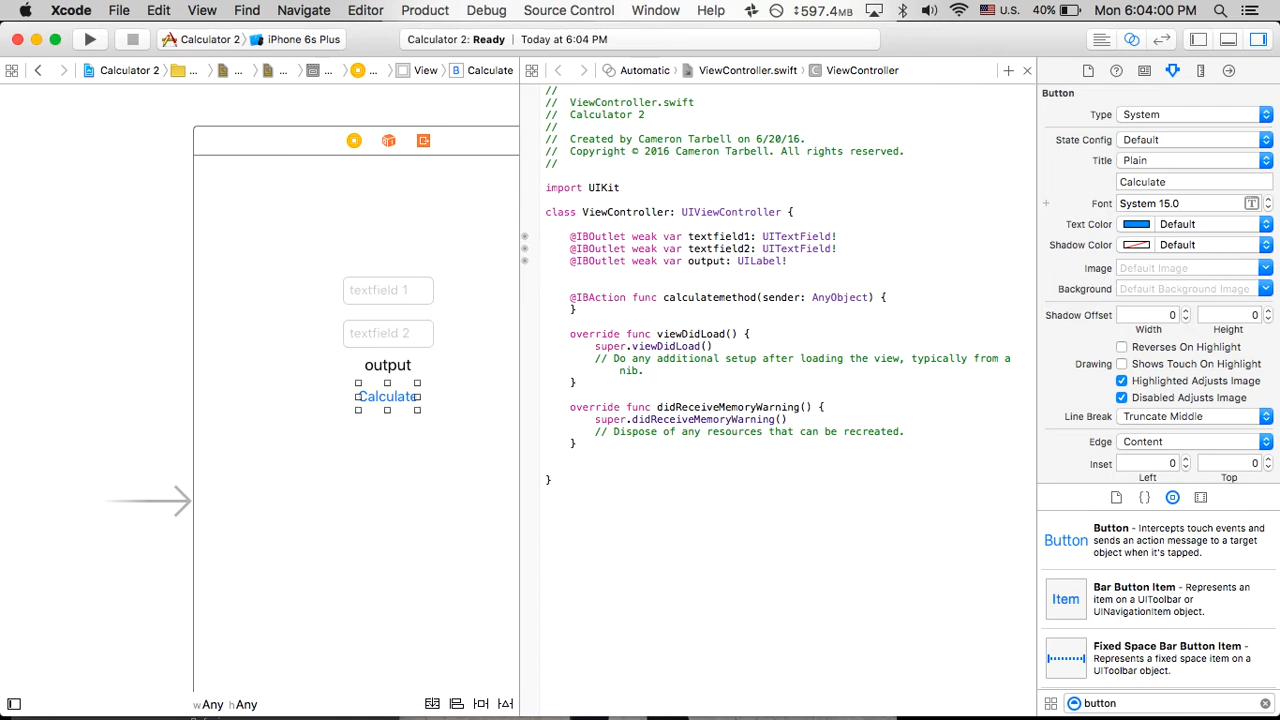 Xcode File Edit View Find Navigate Editor Product Debug Source Control Window Help 597.4MB U.S. 40% Mon 6:04:00 PM
Calculator 2 iPhone 6s Plus Calculator 2: Ready Today at 6:04 PM
Calculator 2 ... ... ... ... ... View B Calculate Automatic ViewController.swift C ViewController
//
// ViewController.swift
// Calculator 2
//
// Created by Cameron Tarbell on 6/20/16.
// Copyright © 2016 Cameron Tarbell. All rights reserved.
//
import UIKit
class ViewController: UIViewController {
@IBOutlet weak var textfield1: UITextField!
@IBOutlet weak var textfield2: UITextField!
@IBOutlet weak var output: UILabel!
@IBAction func calculatemethod(sender: AnyObject) {
}
override func viewDidLoad() {
super.viewDidLoad()
// Do any additional setup after loading the view, typically from a
nib.
}
override func didReceiveMemoryWarning() {
super.didReceiveMemoryWarning()
// Dispose of any resources that can be recreated.
}
}
textfield 1
textfield 2
output
Calculate
wAny hAny
Button
Type System
State Config Default
Title Plain
Calculate
Font System 15.0 T
Text Color Default
Shadow Color Default
Image Default Image
Background Default Background Image
Shadow Offset 0 0
Width Height
Reverses On Highlight
Drawing Shows Touch On Highlight
Highlighted Adjusts Image
Disabled Adjusts Image
Line Break Truncate Middle
Edge Content
Inset 0 0
Left Top
Button
Button - Intercepts touch events and
sends an action message to a target
object when it's tapped.
Item
Bar Button Item - Represents an
item on a UIToolbar or
UINavigationItem object.
Fixed Space Bar Button Item -
Represents a fixed space item on a
UIToolbar object.
button